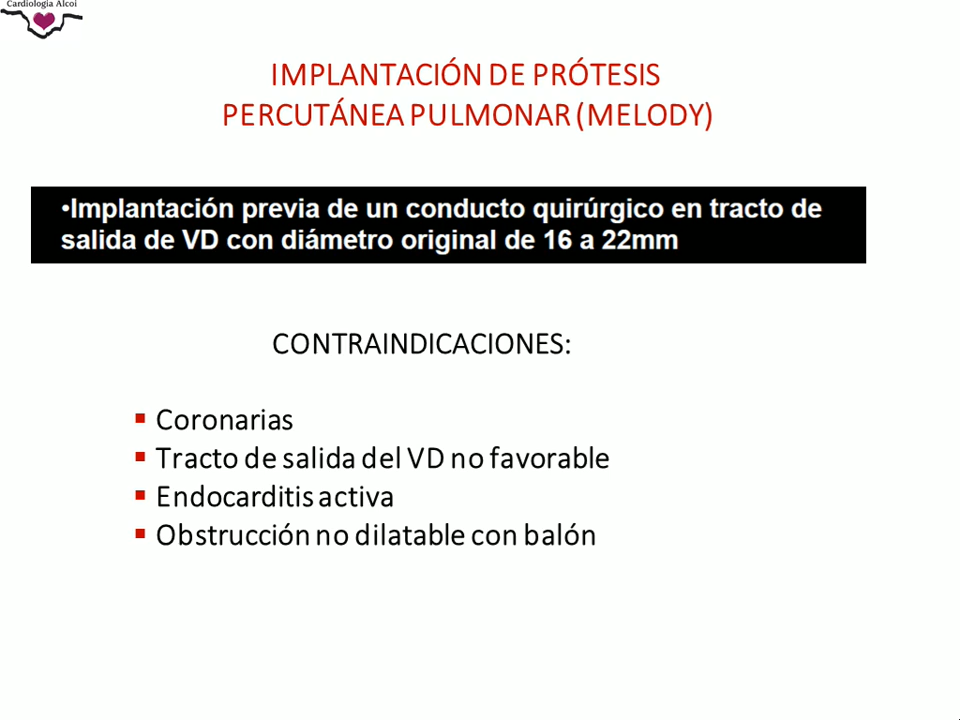 Cardiología Alcoi
IMPLANTACIÓN DE PRÓTESIS
PERCUTÁNEA PULMONAR (MELODY)
•Implantación previa de un conducto quirúrgico en tracto de
salida de VD con diámetro original de 16 a 22mm
CONTRAINDICACIONES:
▪ Coronarias
▪ Tracto de salida del VD no favorable
▪ Endocarditis activa
▪ Obstrucción no dilatable con balón